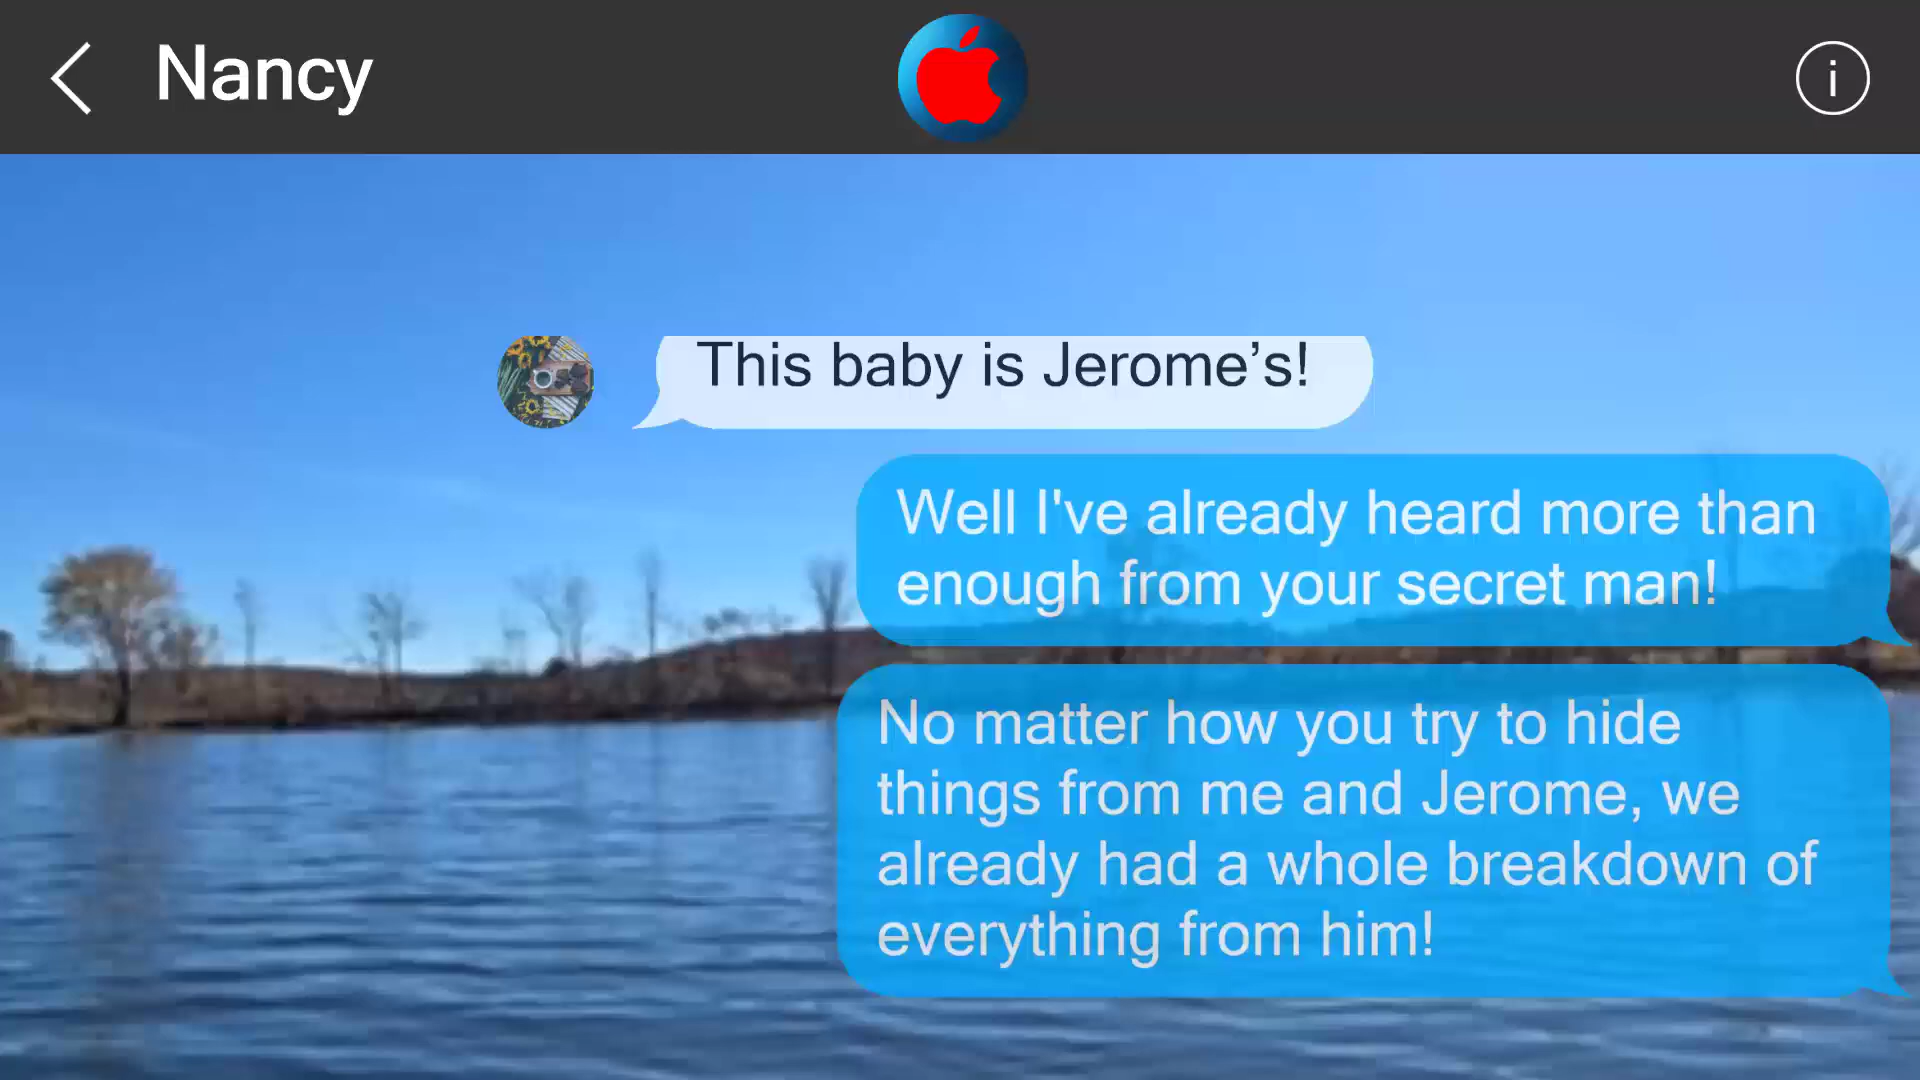 Nancy
i
This baby is Jerome’s!
Well I've already heard more than
enough from your secret man!
No matter how you try to hide
things from me and Jerome, we
already had a whole breakdown of
everything from him!